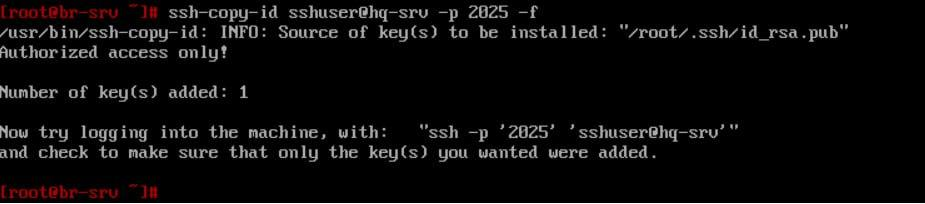 [root@br-srv ~]# ssh-copy-id sshuser@hq-srv -p 2025 -f
/usr/bin/ssh-copy-id: INFO: Source of key(s) to be installed: "/root/.ssh/id_rsa.pub"
Authorized access only!
Number of key(s) added: 1
Now try logging into the machine, with:   "ssh -p '2025' 'sshuser@hq-srv'"
and check to make sure that only the key(s) you wanted were added.
[root@br-srv ~]#